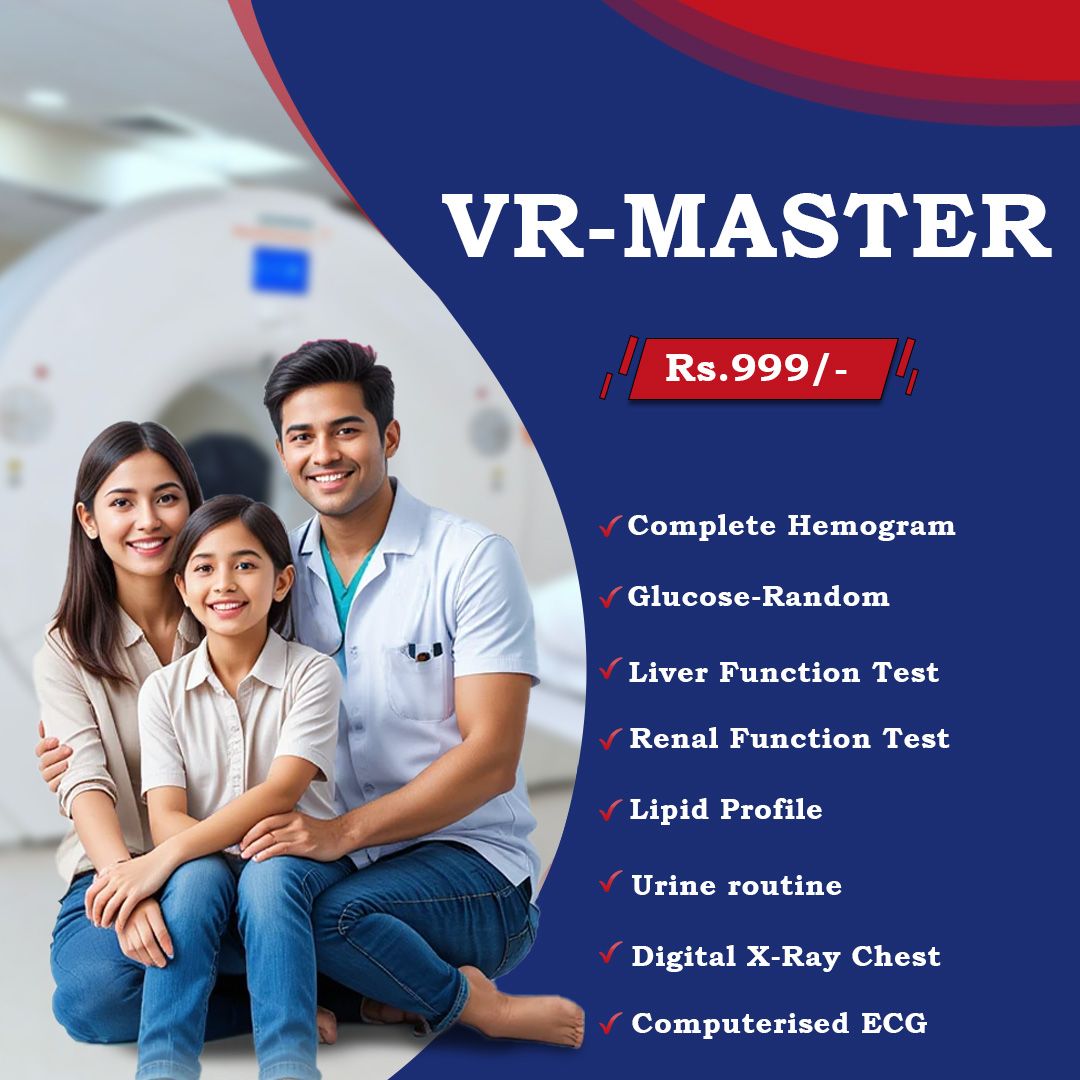 VR-MASTER
Rs.999/-
Complete Hemogram
Glucose-Random
Liver Function Test
Renal Function Test
Lipid Profile
Urine routine
Digital X-Ray Chest
Computerised ECG